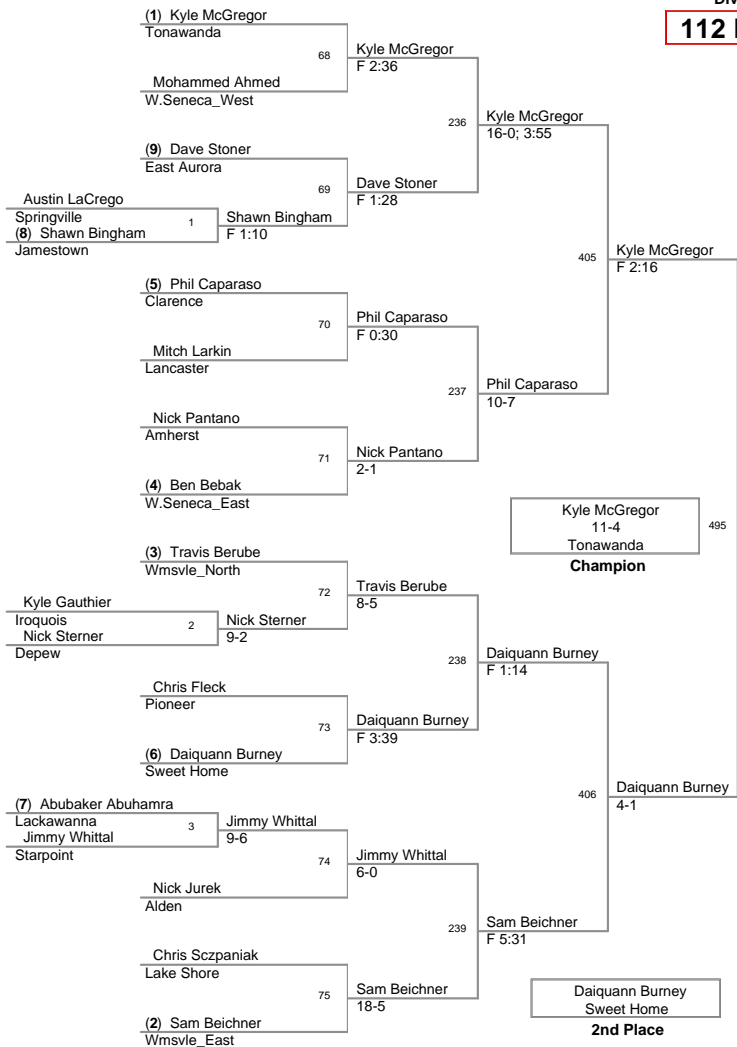 Div
112
(1) Kyle McGregor
Tonawanda
68
Kyle McGregor
F 2:36
Mohammed Ahmed
W.Seneca_West
236
Kyle McGregor
16-0; 3:55
(9) Dave Stoner
East Aurora
69
Dave Stoner
F 1:28
Austin LaCrego
Springville
1
Shawn Bingham
F 1:10
(8) Shawn Bingham
Jamestown
405
Kyle McGregor
F 2:16
(5) Phil Caparaso
Clarence
70
Phil Caparaso
F 0:30
Mitch Larkin
Lancaster
237
Phil Caparaso
10-7
Nick Pantano
Amherst
71
Nick Pantano
2-1
(4) Ben Bebak
W.Seneca_East
Kyle McGregor
11-4
Tonawanda
495
Champion
(3) Travis Berube
Wmsvle_North
72
Travis Berube
8-5
Kyle Gauthier
Iroquois
2
Nick Sterner
9-2
Nick Sterner
Depew
238
Daiquann Burney
F 1:14
Chris Fleck
Pioneer
73
Daiquann Burney
F 3:39
(6) Daiquann Burney
Sweet Home
406
Daiquann Burney
4-1
(7) Abubaker Abuhamra
Lackawanna
3
Jimmy Whittal
9-6
Jimmy Whittal
Starpoint
74
Jimmy Whittal
6-0
Nick Jurek
Alden
239
Sam Beichner
F 5:31
Chris Sczpaniak
Lake Shore
75
Sam Beichner
18-5
(2) Sam Beichner
Wmsvle_East
Daiquann Burney
Sweet Home
2nd Place